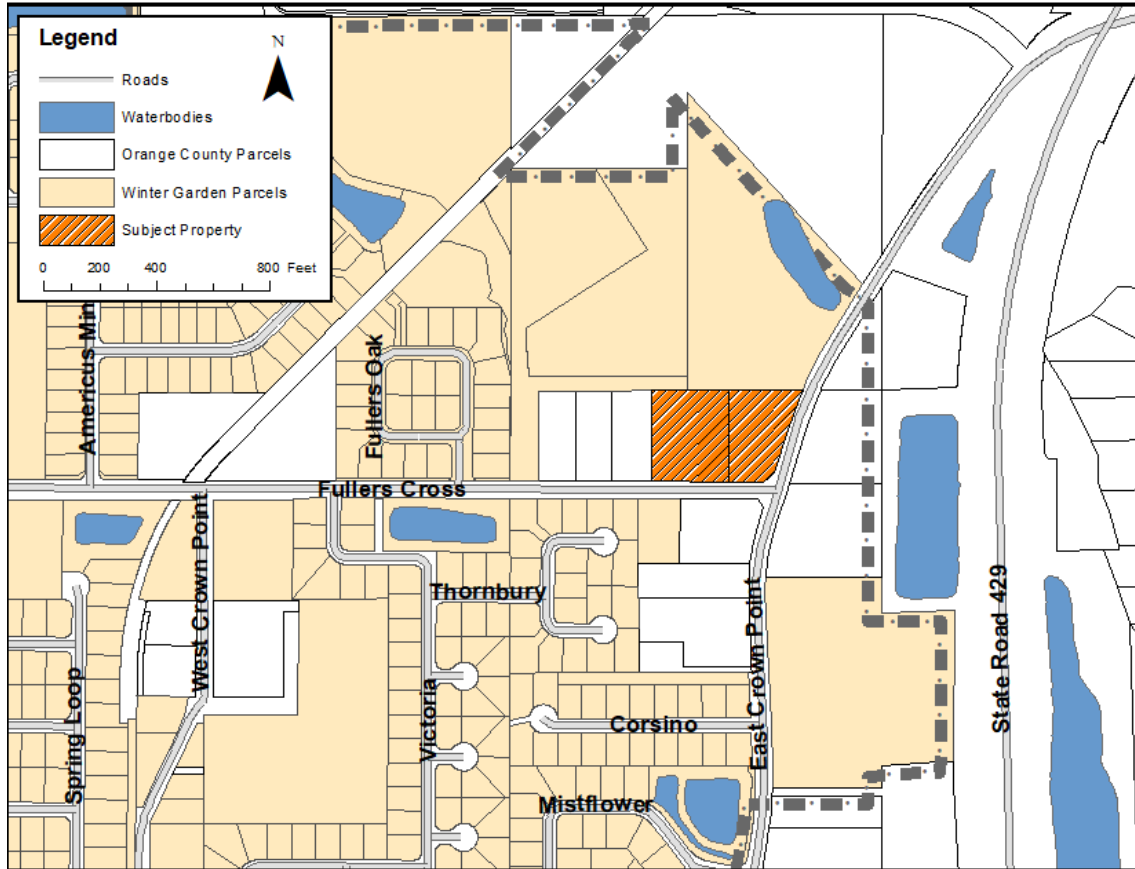 Legend
N
Roads
Waterbodies
Orange County Parcels
Winter Garden Parcels
Subject Property
0 200 400 800 Feet
Americus Min
Fullers Oak
Fullers Cross
West Crown Point
Thornbury
East Crown Point
State Road 429
Spring Loop
Victoria
Corsino
Mistflower